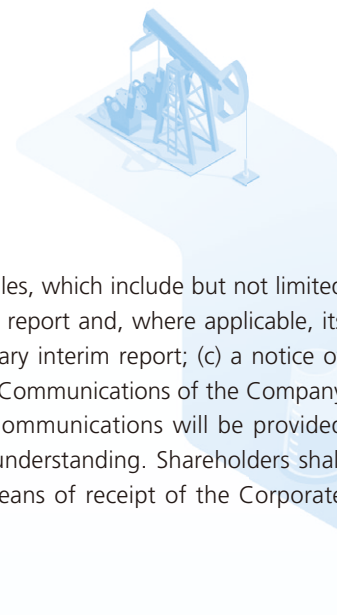 les, which include but not limited
report and, where applicable, its
ary interim report; (c) a notice of
Communications of the Company
ommunications will be provided
understanding. Shareholders shal
eans of receipt of the Corporate